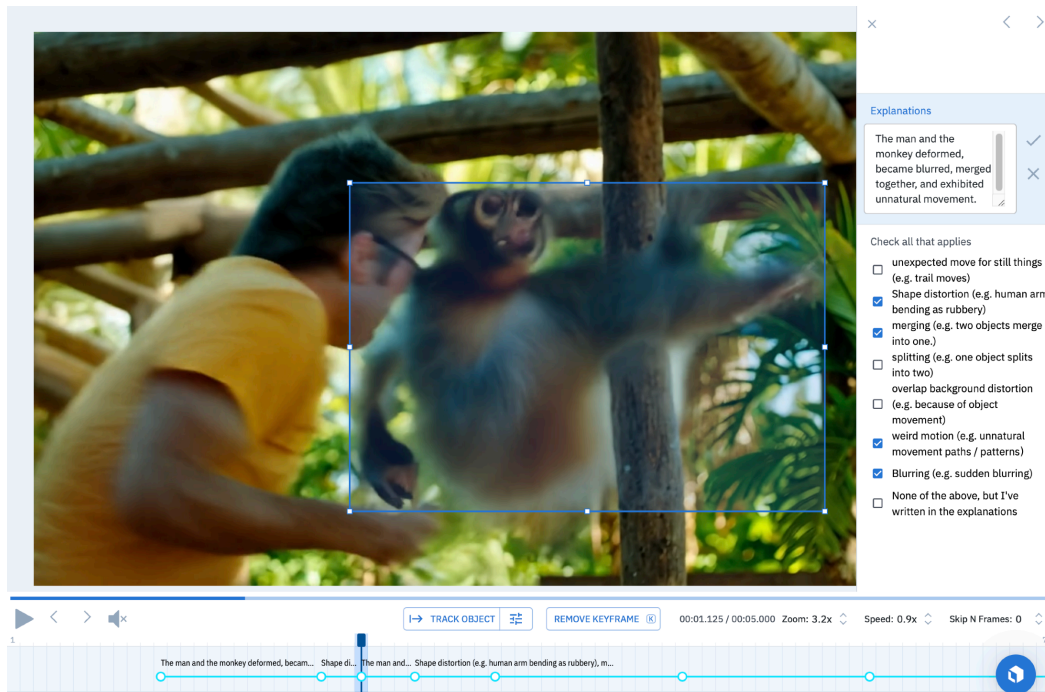 Explanations
The man and the
monkey deformed,
became blurred, merged
together, and exhibited
unnatural movement.
Check all that applies
unexpected move for still things
(e.g. trail moves)
Shape distortion (e.g. human arm
bending as rubbery)
merging (e.g. two objects merge
into one.)
splitting (e.g. one object splits
into two)
overlap background distortion
(e.g. because of object
movement)
weird motion (e.g. unnatural
movement paths / patterns)
Blurring (e.g. sudden blurring)
None of the above, but I've
written in the explanations
TRACK OBJECT REMOVE KEYFRAME K 00:01.125 / 00:05.000 Zoom: 3.2x Speed: 0.9x Skip N Frames: 0
1
The man and the monkey deformed, becam... Shape di... The man and... Shape distortion (e.g. human arm bending as rubbery), m...